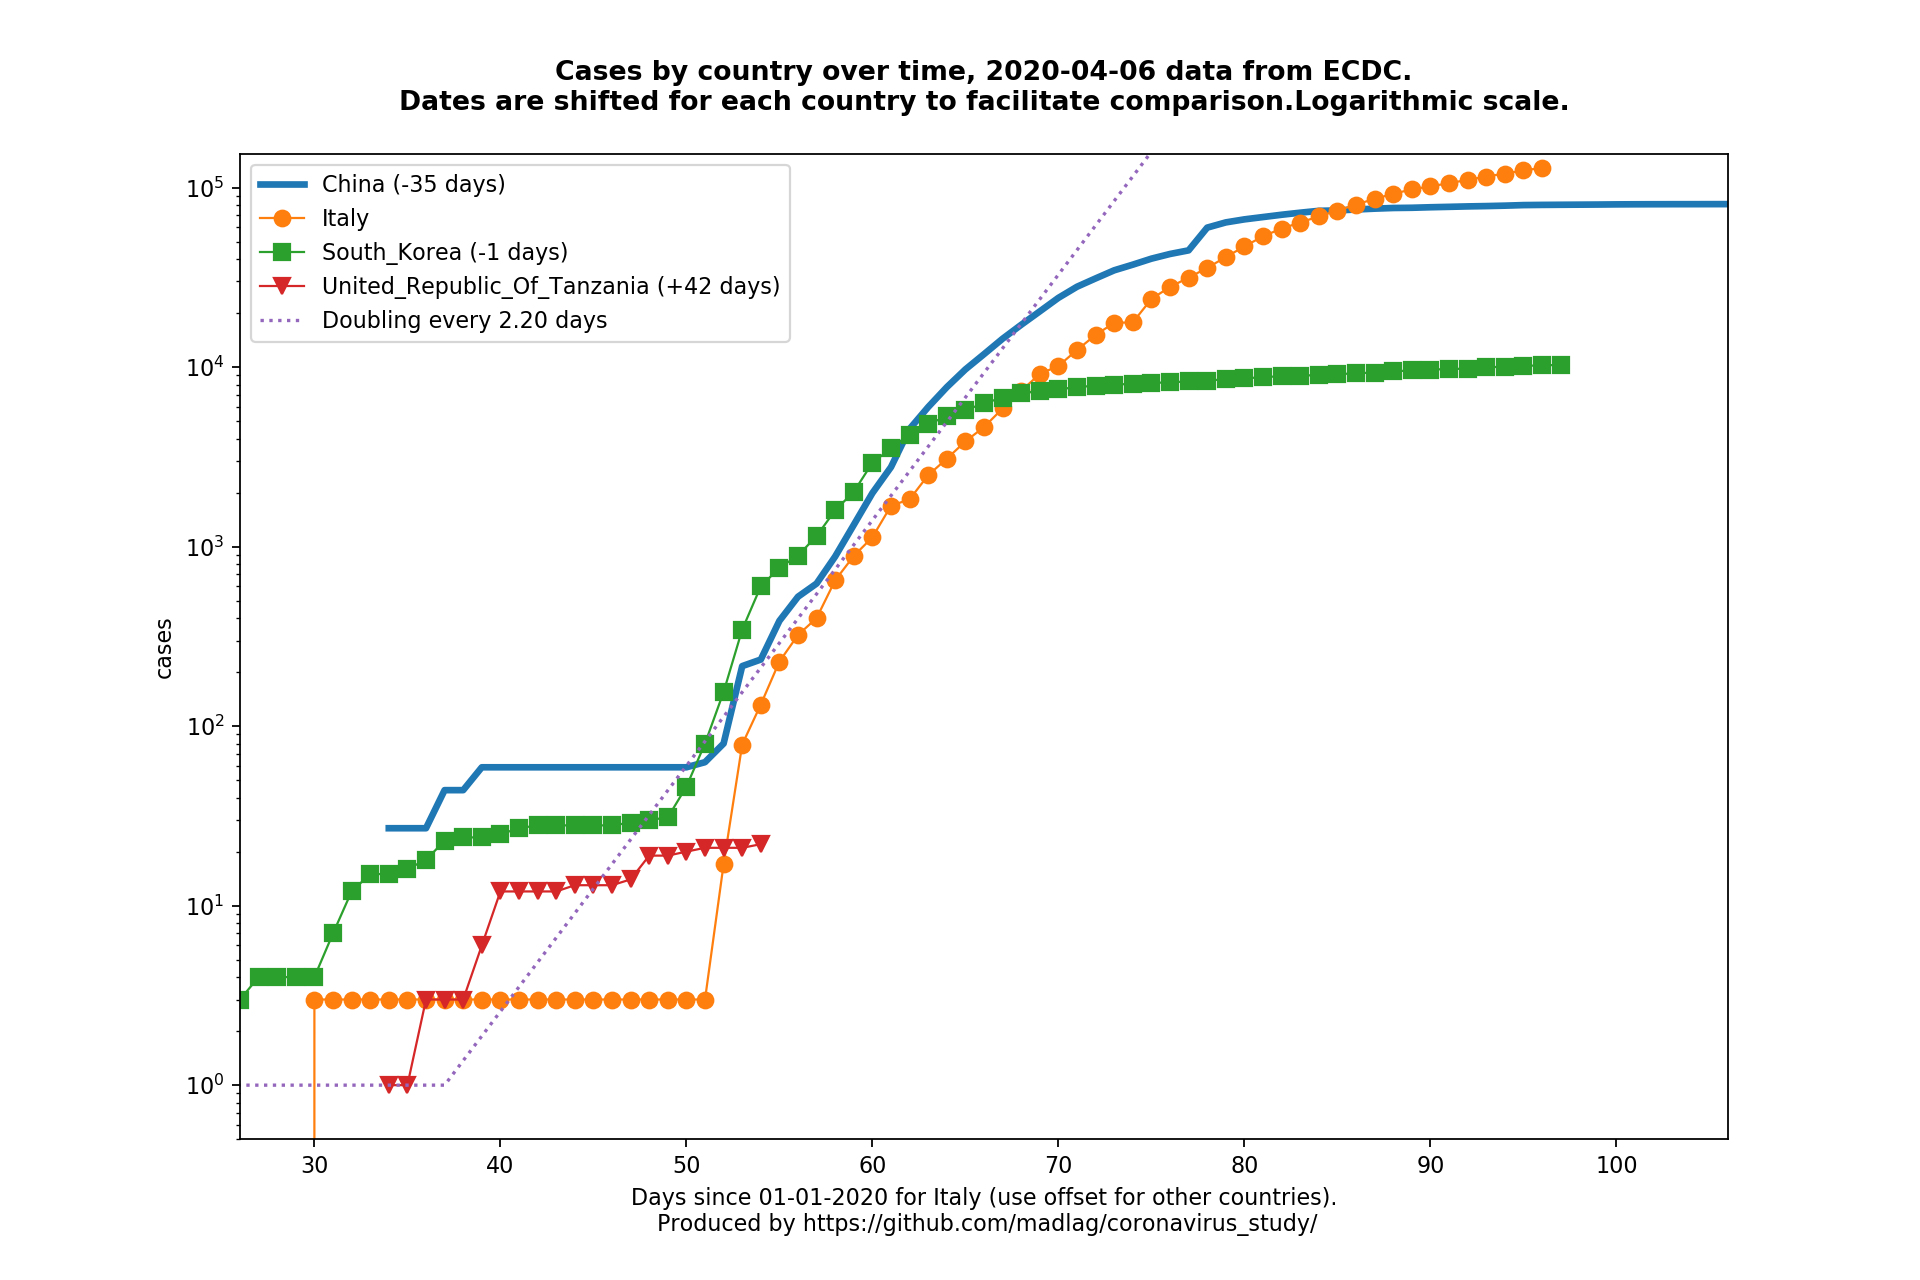 Cases by country over time, 2020-04-06 data from ECDC.
Dates are shifted for each country to facilitate comparison.Logarithmic scale.
China (-35 days)
Italy
South_Korea (-1 days)
United_Republic_Of_Tanzania (+42 days)
Doubling every 2.20 days
10⁵
10⁴
10³
10²
10¹
10⁰
cases
30 40 50 60 70 80 90 100
Days since 01-01-2020 for Italy (use offset for other countries).
Produced by https://github.com/madlag/coronavirus_study/